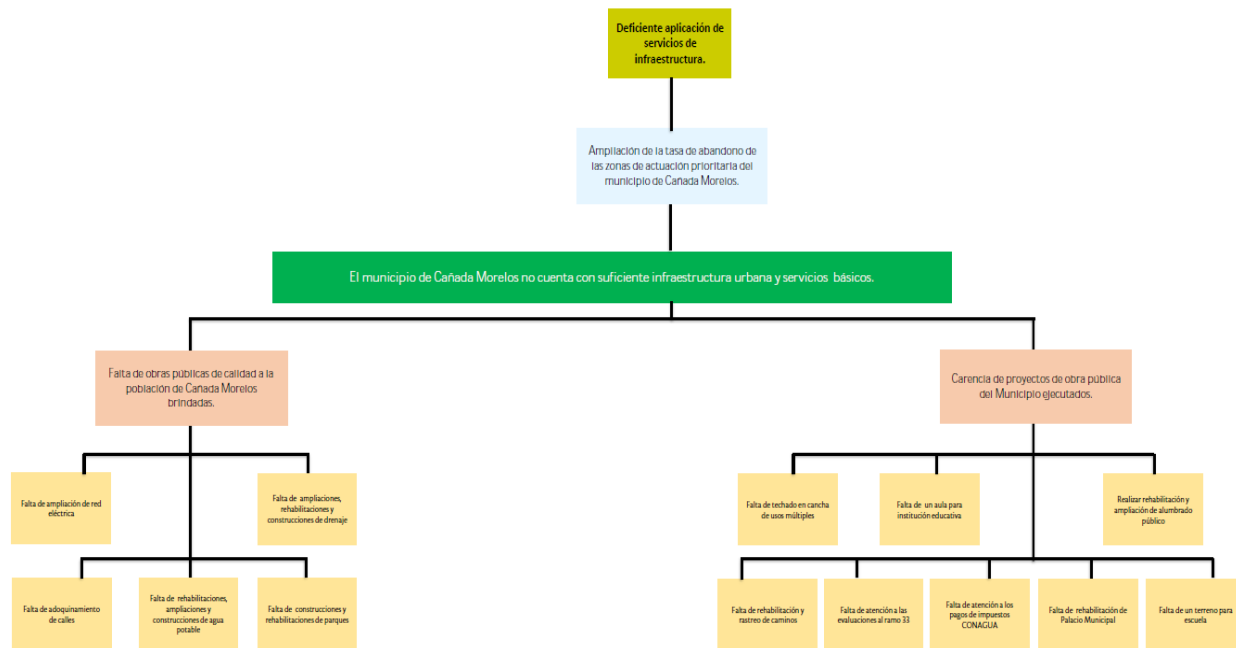 Deficiente aplicación de
servicios de
infraestructura.
Ampliación de la tasa de abandono de
las zonas de actuación prioritaria del
municipio de Cañada Morelos.
El municipio de Cañada Morelos no cuenta con suficiente infraestructura urbana y servicios básicos.
Falta de obras públicas de calidad a la
población de Cañada Morelos
brindadas.
Carencia de proyectos de obra pública
del Municipio ejecutados.
Falta de ampliación de red
eléctrica
Falta de ampliaciones,
rehabilitaciones y
construcciones de drenaje
Falta de techado en cancha
de usos múltiples
Falta de un aula para
institución educativa
Realizar rehabilitación y
ampliación de alumbrado
público
Falta de adoquinamiento
de calles
Falta de rehabilitaciones,
ampliaciones y
construcciones de agua
potable
Falta de construcciones y
rehabilitaciones de parques
Falta de rehabilitación y
rastreo de caminos
Falta de atención a las
evaluaciones al ramo 33
Falta de atención a los
pagos de impuestos
CONAGUA
Falta de rehabilitación de
Palacio Municipal
Falta de un terreno para
escuela